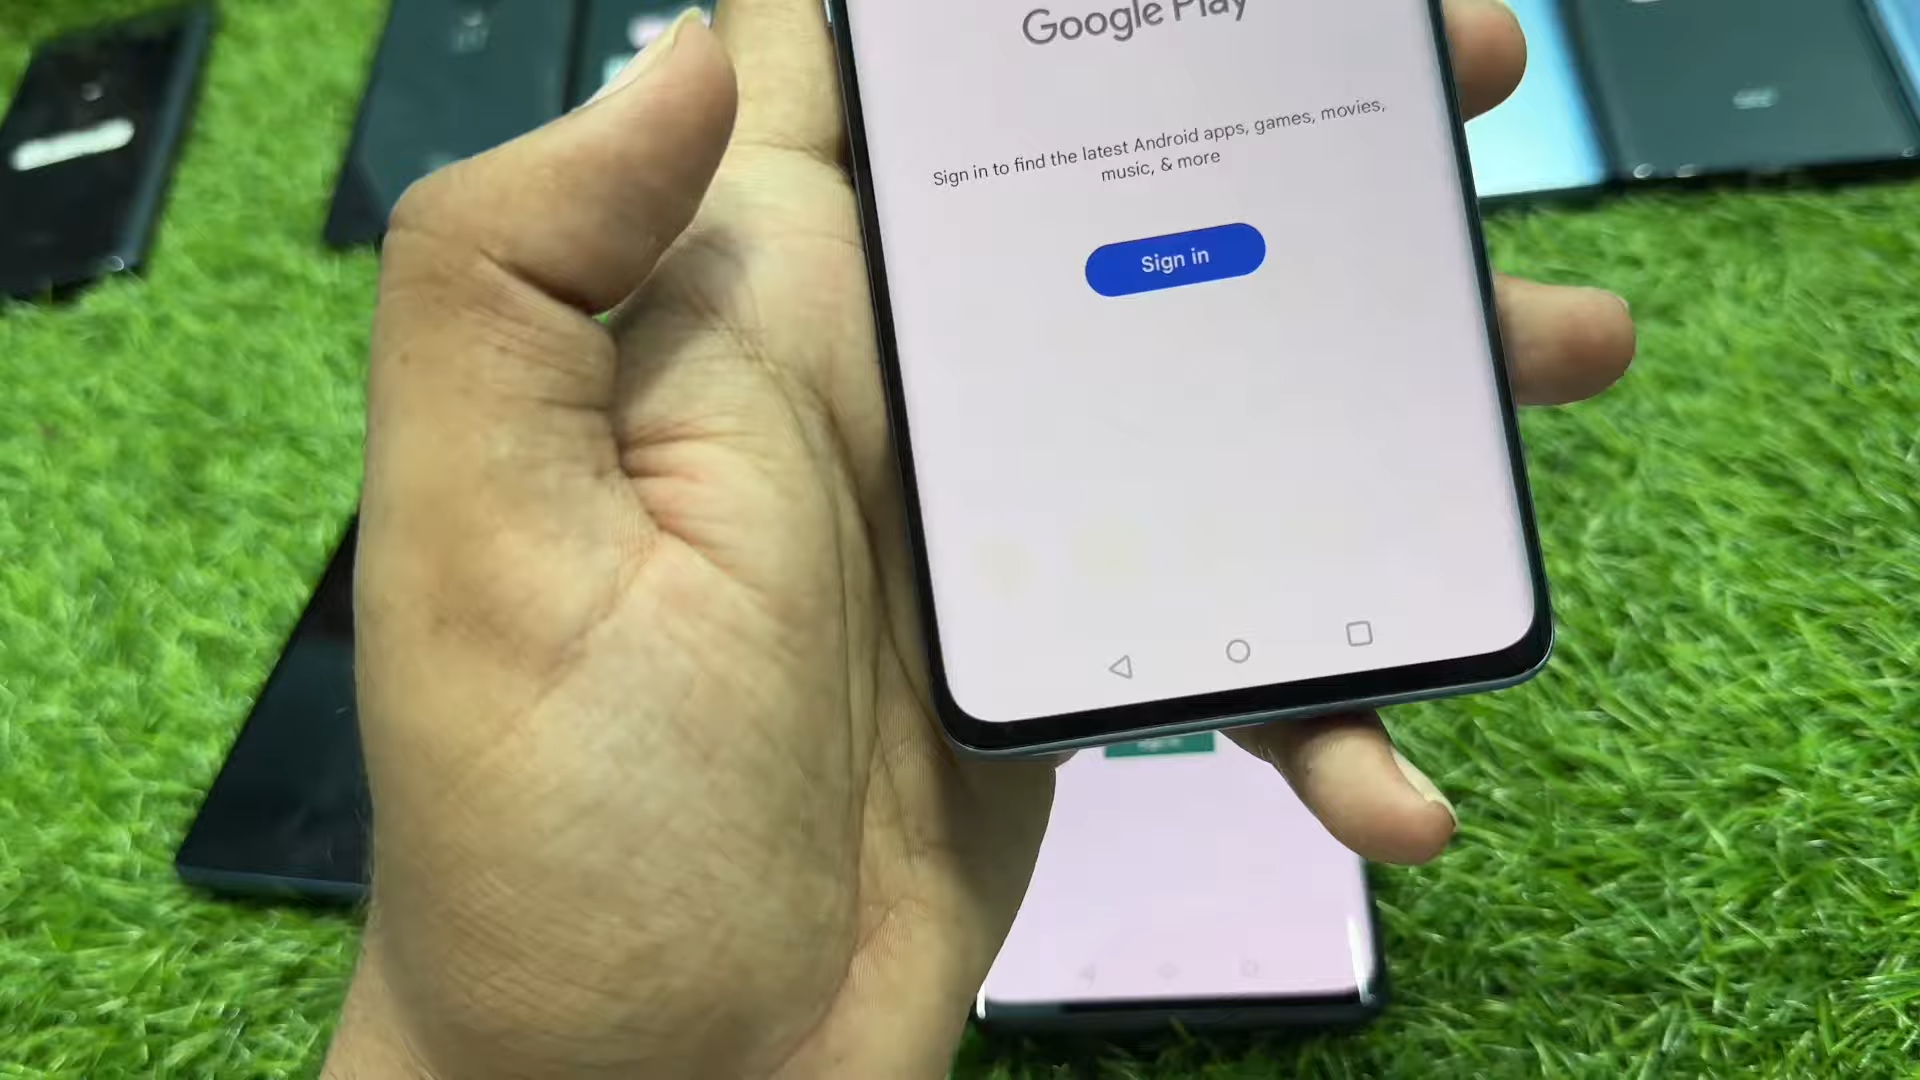 Google Play
Sign in to find the latest Android apps, games, movies,
music, & more
Sign in